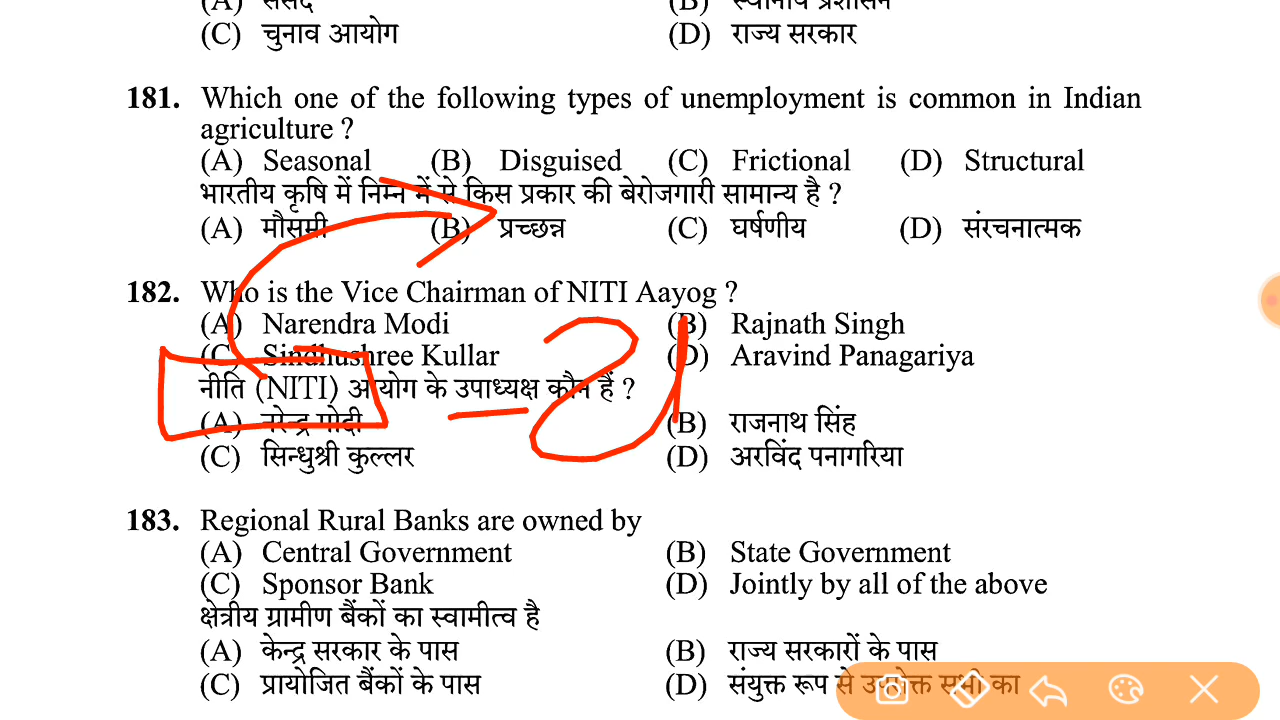 (C) चुनाव आयोग (D) राज्य सरकार
181. Which one of the following types of unemployment is common in Indian
agriculture ?
(A) Seasonal (B) Disguised (C) Frictional (D) Structural
भारतीय कृषि में निम्न में से किस प्रकार की बेरोजगारी सामान्य है ?
(A) मौसमी (B) प्रच्छन्न (C) घर्षणीय (D) संरचनात्मक
182. Who is the Vice Chairman of NITI Aayog ?
(A) Narendra Modi (B) Rajnath Singh
(C) Sindhushree Kullar (D) Aravind Panagariya
नीति (NITI) आयोग के उपाध्यक्ष कौन हैं ?
(A) नरेन्द्र मोदी (B) राजनाथ सिंह
(C) सिन्धुश्री कुल्लर (D) अरविंद पनागरिया
183. Regional Rural Banks are owned by
(A) Central Government (B) State Government
(C) Sponsor Bank (D) Jointly by all of the above
क्षेत्रीय ग्रामीण बैंकों का स्वामीत्व है
(A) केन्द्र सरकार के पास (B) राज्य सरकारों के पास
(C) प्रायोजित बैंकों के पास (D) संयुक्त रूप से उपरोक्त सभी का